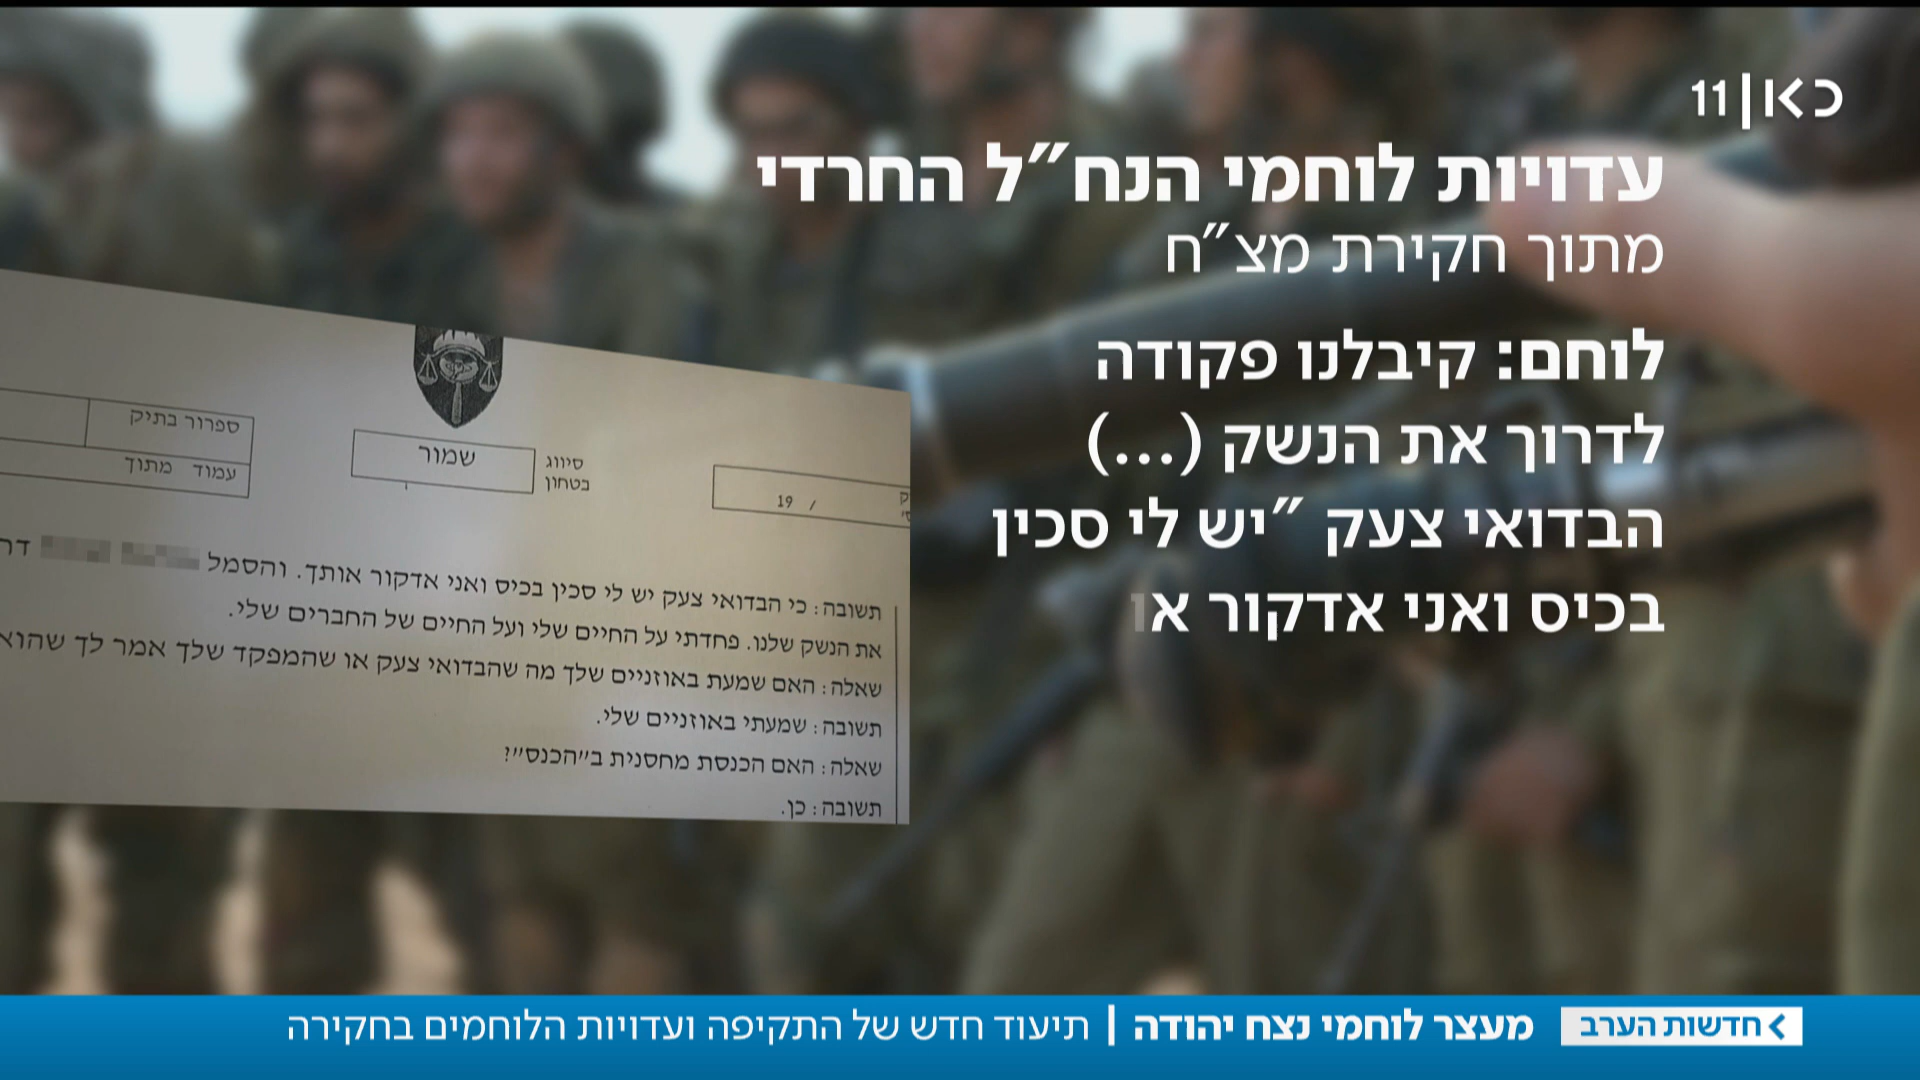 כאן|11
עדויות לוחמי הנח״ל החרדי
מתוך חקירת מצ״ח
לוחם: קיבלנו פקודה
לדרוך את הנשק (...)
הבדואי צעק ״יש לי סכין
בכיס ואני אדקור או
ספרור בתיק
עמוד מתוך
סיווג
בטחון
שמור
19 /
תשובה: כי הבדואי צעק יש לי סכין בכיס ואני אדקור אותך. והסמל דר
את הנשק שלנו. פחדתי על החיים שלי ועל החיים של החברים שלי.
שאלה: האם שמעת באוזניים שלך מה שהבדואי צעק או שהמפקד שלך אמר לך שהוא
תשובה: שמעתי באוזניים שלי.
שאלה: האם הכנסת מחסנית ב״הכנס״?
תשובה: כן.
חדשות הערב
מעצר לוחמי נצח יהודה | תיעוד חדש של התקיפה ועדויות הלוחמים בחקירה